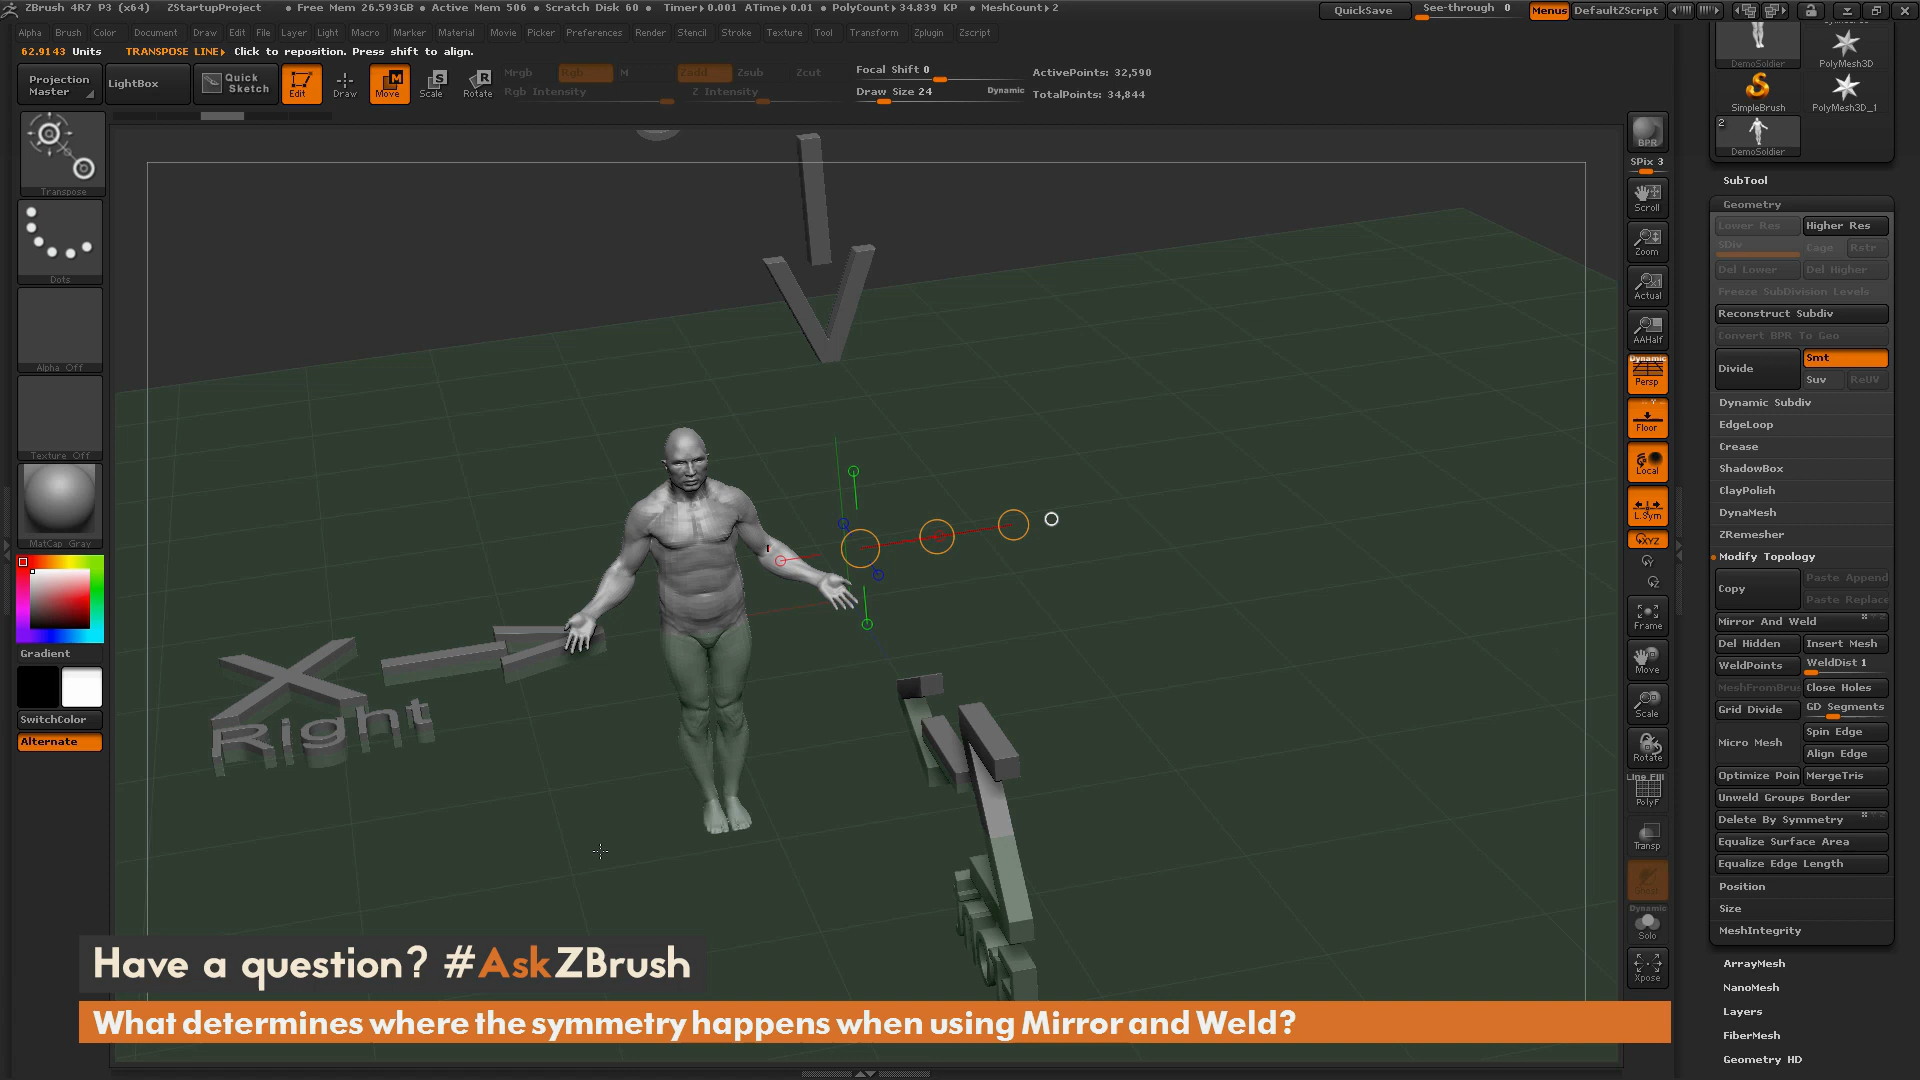 ZBrush 4R7 P3 (x64) ZStartupProject • Free Mem 26.593GB • Active Mem 506 • Scratch Disk 60 • Timer▸0.001 ATime▸0.01 • PolyCount▸34.839 KP • MeshCount▸2 QuickSave See-through 0 Menus DefaultZScript
Alpha Brush Color Document Draw Edit File Layer Light Macro Marker Material Movie Picker Preferences Render Stencil Stroke Texture Tool Transform Zplugin Zscript
62.9143 Units TRANSPOSE LINE▸ Click to reposition. Press shift to align.
Projection Master
LightBox
Quick Sketch
Edit
Draw
Move
Scale
Rotate
Mrgb Rgb M Zadd Zsub Zcut
Rgb Intensity Z Intensity
Focal Shift 0
Draw Size 24 Dynamic
ActivePoints: 32,590
TotalPoints: 34,844
Transpose
Dots
Alpha Off
Texture Off
MatCap Gray
Gradient
SwitchColor
Alternate
X
Right
Have a question? #AskZBrush
What determines where the symmetry happens when using Mirror and Weld?
BPR
SPix 3
Scroll
Zoom
Actual
AAHalf
Dynamic
Persp
Floor
Local
L.Sym
XYZ
Frame
Move
Scale
Rotate
Line Fill
PolyF
Transp
Ghost
Dynamic
Solo
Xpose
DemoSoldier PolyMesh3D
SimpleBrush PolyMesh3D_1
2
DemoSoldier
SubTool
Geometry
Lower Res Higher Res
SDiv Cage Rstr
Del Lower Del Higher
Freeze SubDivision Levels
Reconstruct Subdiv
Convert BPR To Geo
Divide Smt
Suv ReUV
Dynamic Subdiv
EdgeLoop
Crease
ShadowBox
ClayPolish
DynaMesh
ZRemesher
Modify Topology
Copy Paste Append
Paste Replace
Mirror And Weld
Del Hidden Insert Mesh
WeldPoints WeldDist 1
MeshFromBrus Close Holes
Grid Divide GD Segments
Micro Mesh Spin Edge
Align Edge
Optimize Poin MergeTris
Unweld Groups Border
Delete By Symmetry
Equalize Surface Area
Equalize Edge Length
Position
Size
MeshIntegrity
ArrayMesh
NanoMesh
Layers
FiberMesh
Geometry HD